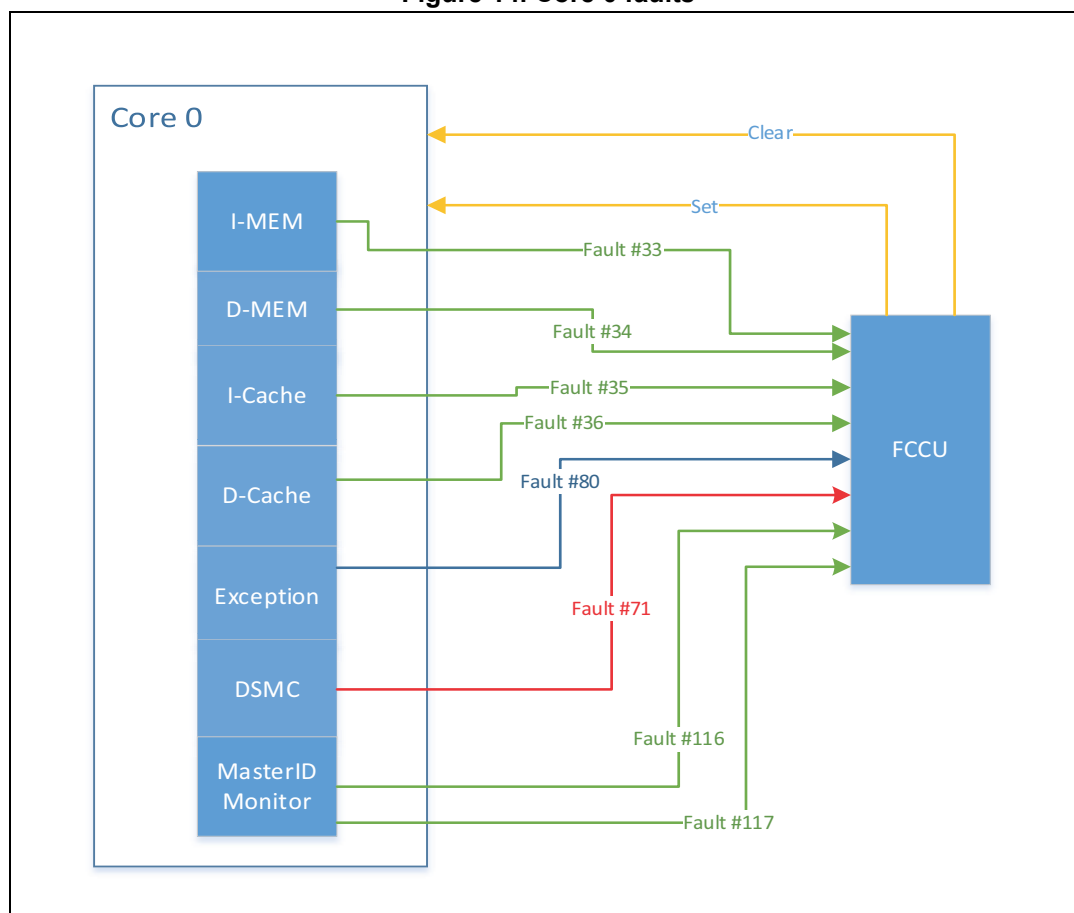 Core 0
Clear
Set
I-MEM
Fault #33
D-MEM
Fault #34
I-Cache
Fault #35
Fault #36
FCCU
D-Cache
Fault #80
Exception
Fault #71
DSMC
Fault #116
MasterID
Monitor
Fault #117